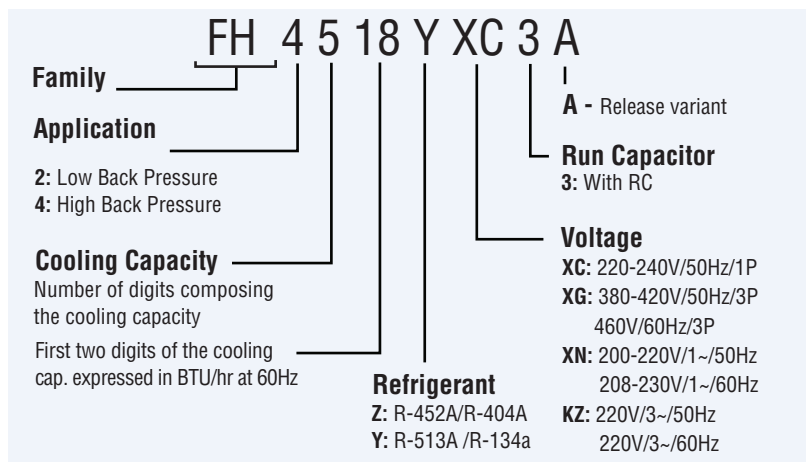 FH 4 5 18 Y XC 3 A
Family
Application
2: Low Back Pressure
4: High Back Pressure
Cooling Capacity
Number of digits composing
the cooling capacity
First two digits of the cooling
cap. expressed in BTU/hr at 60Hz
Refrigerant
Z: R-452A/R-404A
Y: R-513A /R-134a
A - Release variant
Run Capacitor
3: With RC
Voltage
XC: 220-240V/50Hz/1P
XG: 380-420V/50Hz/3P
460V/60Hz/3P
XN: 200-220V/1~/50Hz
208-230V/1~/60Hz
KZ: 220V/3~/50Hz
220V/3~/60Hz